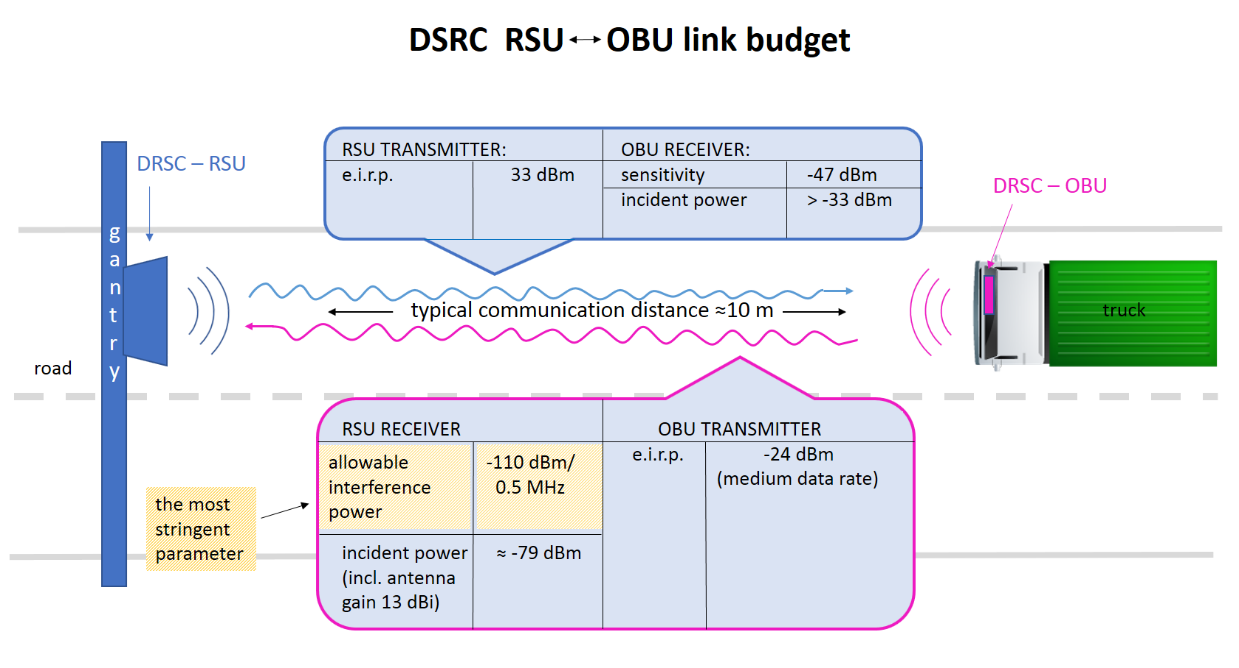 DSRC RSU↔OBU link budget
DRSC – RSU
RSU TRANSMITTER:
OBU RECEIVER:
e.i.r.p.
33 dBm
sensitivity
-47 dBm
incident power
> -33 dBm
DRSC – OBU
gantry
typical communication distance ≈10 m
truck
road
RSU RECEIVER
OBU TRANSMITTER
allowable
interference
power
-110 dBm/
0.5 MHz
e.i.r.p.
-24 dBm
(medium data rate)
the most
stringent
parameter
incident power
(incl. antenna
gain 13 dBi)
≈ -79 dBm